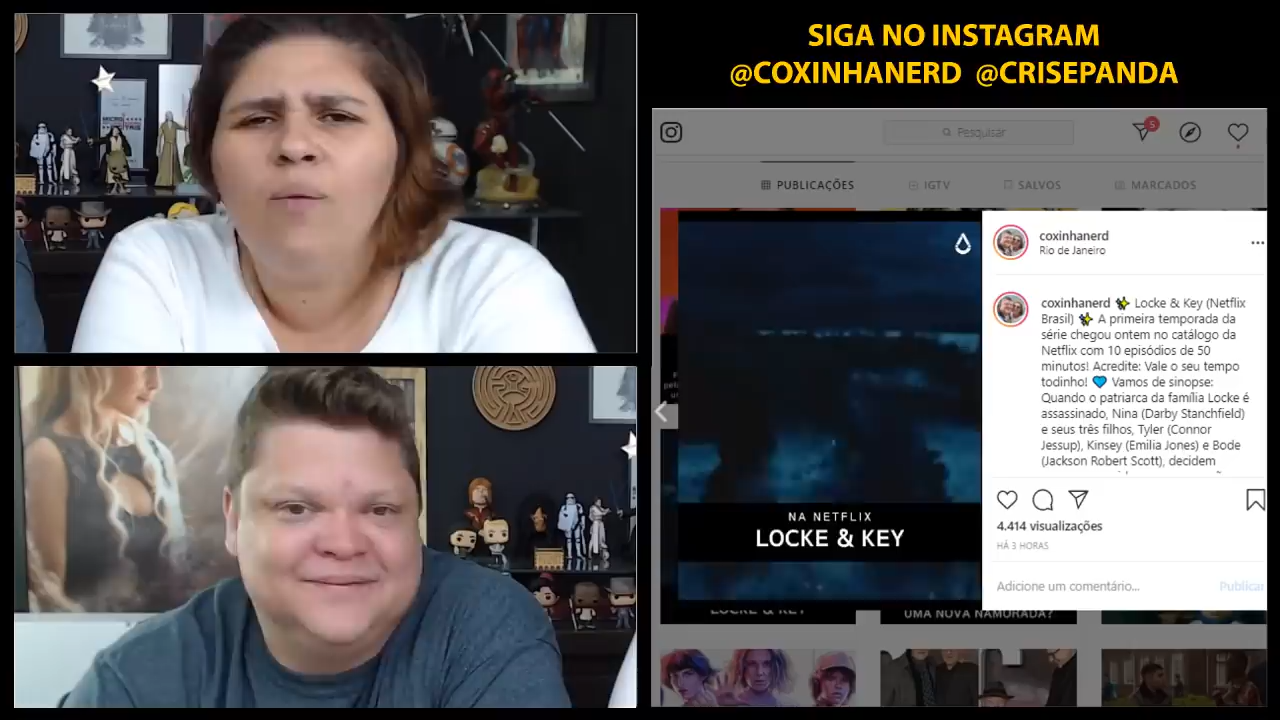 SIGA NO INSTAGRAM
@COXINHANERD @CRISEPANDA
Pesquisar
5
PUBLICAÇÕES
IGTV
SALVOS
MARCADOS
coxinhanerd
Rio de Janeiro
coxinhanerd ✨ Locke & Key (Netflix
Brasil) ✨ A primeira temporada da
série chegou ontem no catálogo da
Netflix com 10 episódios de 50
minutos! Acredite: Vale o seu tempo
todinho! 💙 Vamos de sinopse:
Quando o patriarca da família Locke é
assassinado, Nina (Darby Stanchfield)
e seus três filhos, Tyler (Connor
Jessup), Kinsey (Emilia Jones) e Bode
(Jackson Robert Scott), decidem
NA NETFLIX
LOCKE & KEY
4.414 visualizações
HÁ 3 HORAS
Adicione um comentário...
Publicar
LOCKE & KEY
UMA NOVA NAMORADA?